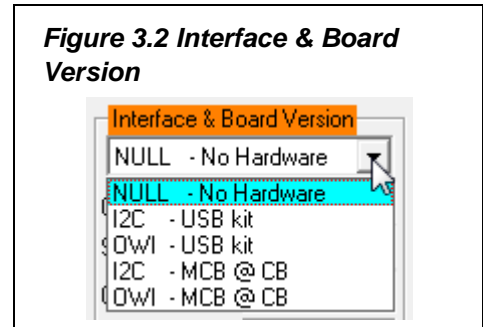 Figure 3.2 Interface & Board
Version
Interface & Board Version
NULL - No Hardware
NULL - No Hardware
I2C - USB kit
OWI - USB kit
I2C - MCB @ CB
OWI - MCB @ CB